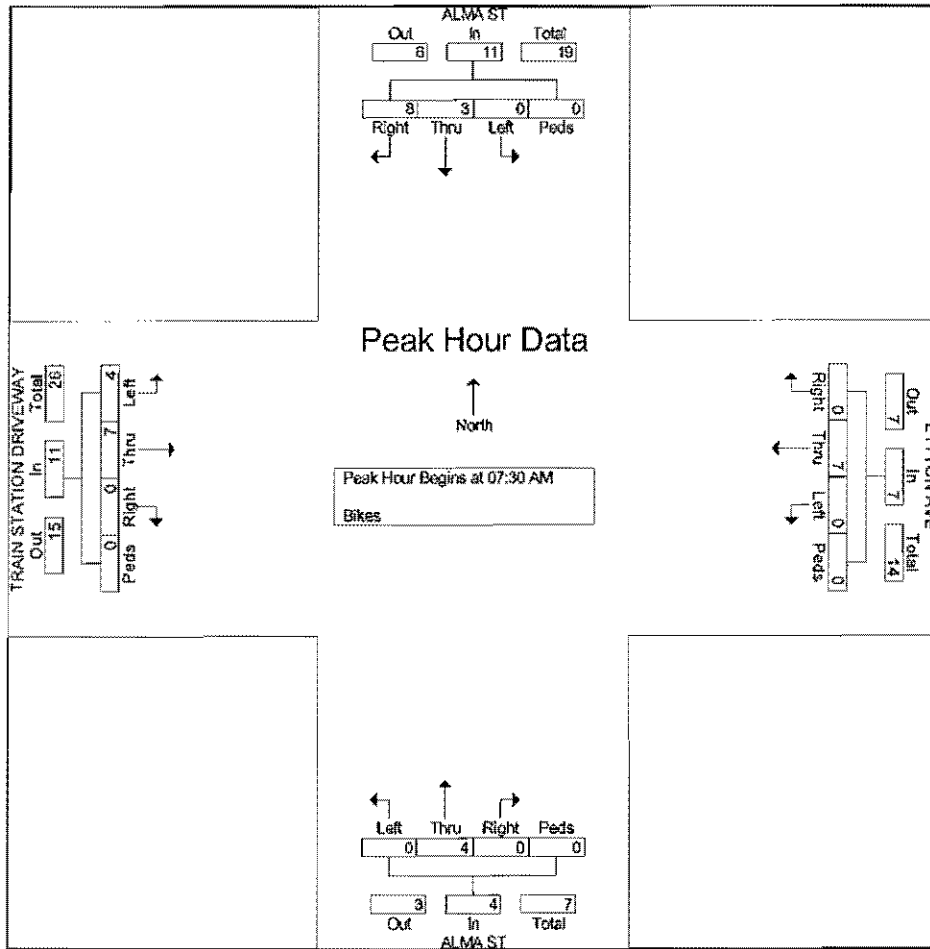 ALMA ST
Out In Total
8 11 19
8 3 0 0
Right Thru Left Peds
Peak Hour Data
North
Peak Hour Begins at 07:30 AM
Bikes
TRAIN STATION DRIVEWAY
Out In Total
15 11 26
4 7 0 0
Left Thru Right Peds
Out In Total
7 7 14
0 7 0 0
Right Thru Left Peds
Left Thru Right Peds
0 4 0 0
3 4 7
Out In Total
ALMA ST